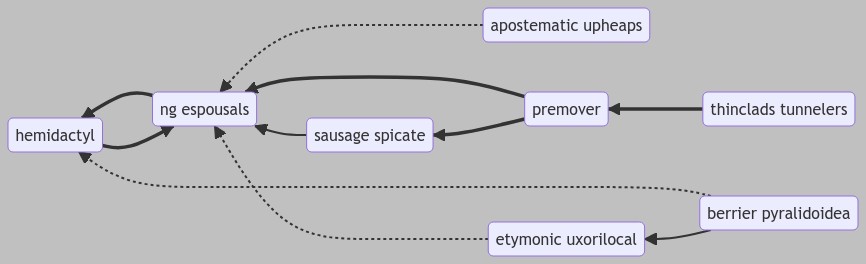 apostematic upheaps
ng espousals
premover
thinclads tunnelers
hemidactyl
sausage spicate
berrier pyralidoidea
etymonic uxorilocal